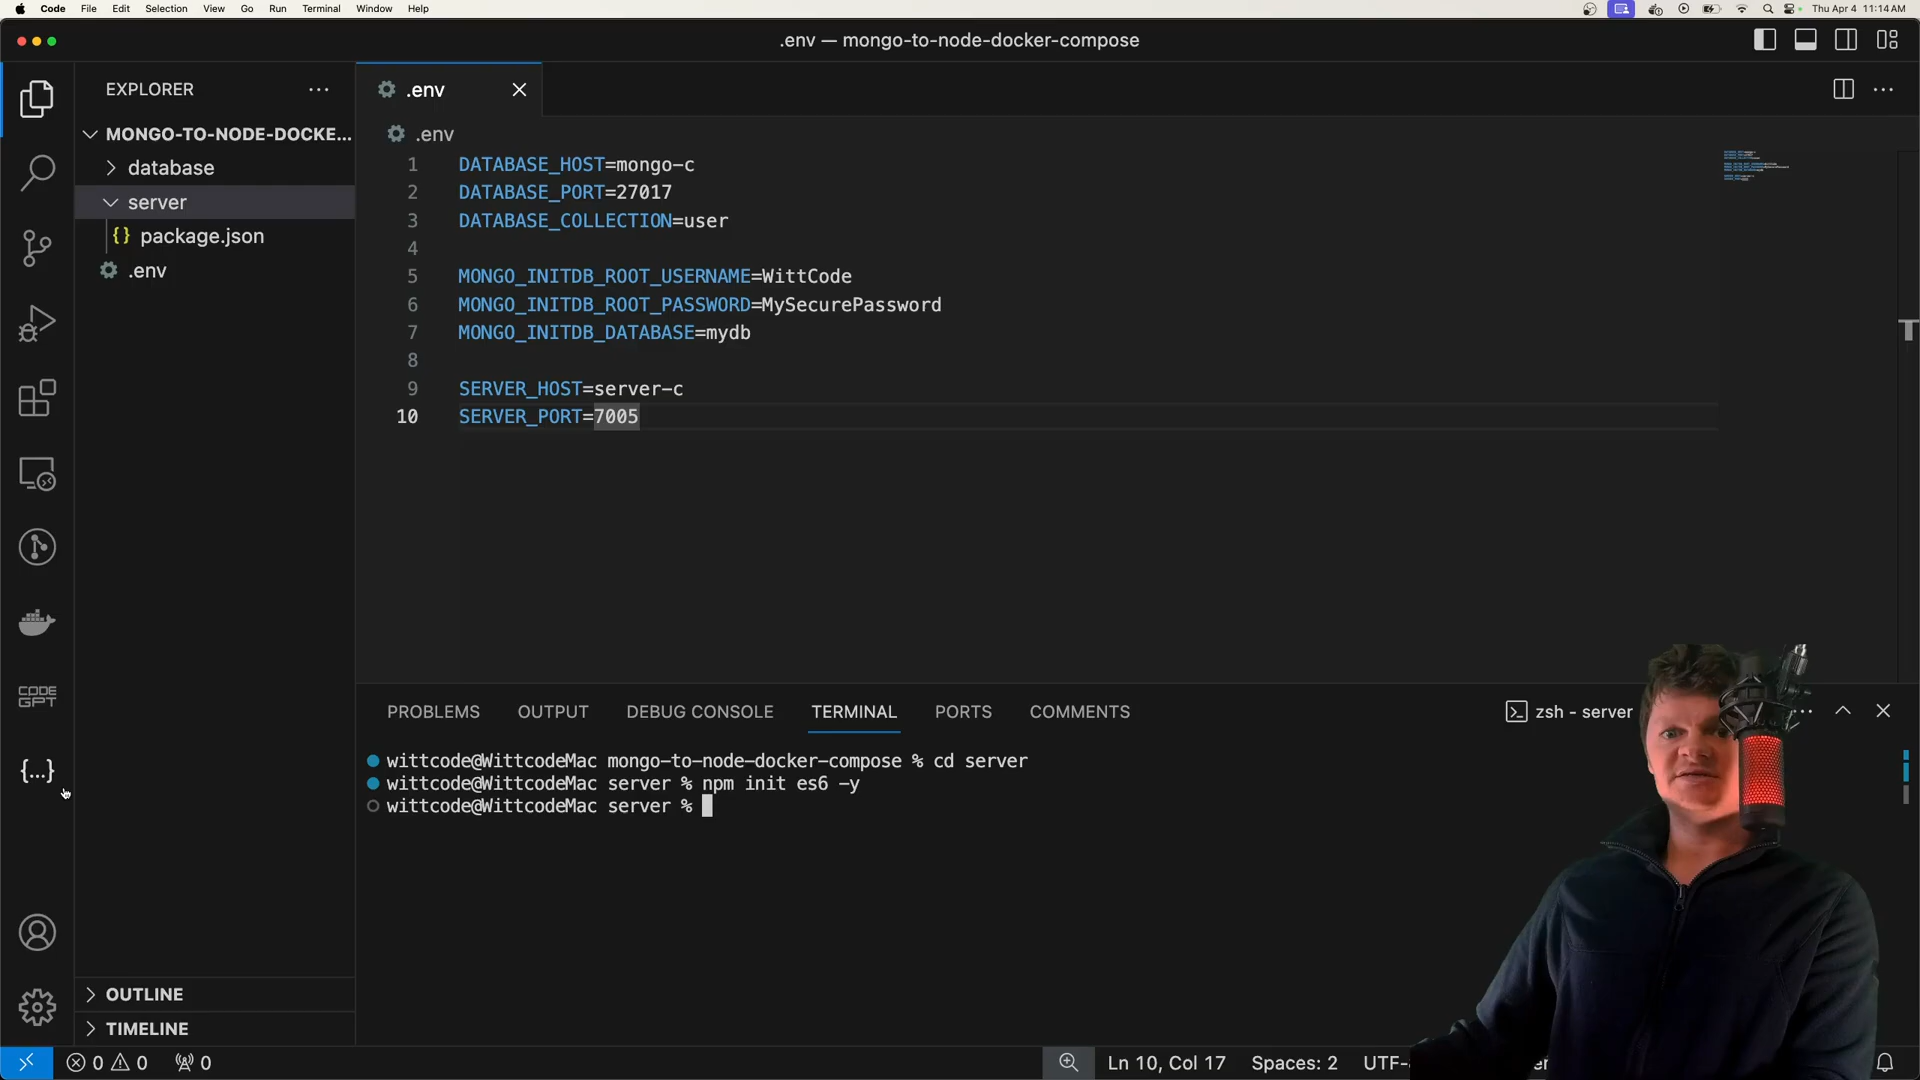 Code File Edit Selection View Go Run Terminal Window Help Thu Apr 4 11:14 AM
.env — mongo-to-node-docker-compose
EXPLORER
MONGO-TO-NODE-DOCKE...
database
server
{} package.json
.env
.env
.env
1 DATABASE_HOST=mongo-c
2 DATABASE_PORT=27017
3 DATABASE_COLLECTION=user
4
5 MONGO_INITDB_ROOT_USERNAME=WittCode
6 MONGO_INITDB_ROOT_PASSWORD=MySecurePassword
7 MONGO_INITDB_DATABASE=mydb
8
9 SERVER_HOST=server-c
10 SERVER_PORT=7005
CODE
GPT
{...}
PROBLEMS OUTPUT DEBUG CONSOLE TERMINAL PORTS COMMENTS zsh - server
wittcode@WittcodeMac mongo-to-node-docker-compose % cd server
wittcode@WittcodeMac server % npm init es6 -y
wittcode@WittcodeMac server %
OUTLINE
TIMELINE
0 0 0 Ln 10, Col 17 Spaces: 2 UTF-